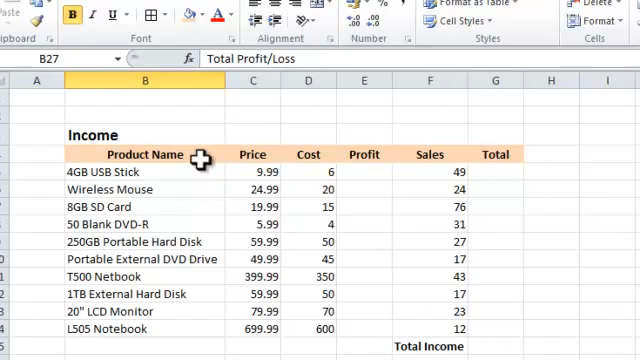 Paste
B I U A
Font
Alignment
Number
Format as Table
Cell Styles
Styles
Delete
Format
Cells
B27 fx Total Profit/Loss
A B C D E F G H I
Income
Product Name Price Cost Profit Sales Total
4GB USB Stick 9.99 6 49
Wireless Mouse 24.99 20 24
8GB SD Card 19.99 15 76
50 Blank DVD-R 5.99 4 31
250GB Portable Hard Disk 59.99 50 27
Portable External DVD Drive 49.99 45 17
T500 Netbook 399.99 350 43
1TB External Hard Disk 59.99 50 17
20" LCD Monitor 79.99 70 23
L505 Notebook 699.99 600 12
Total Income